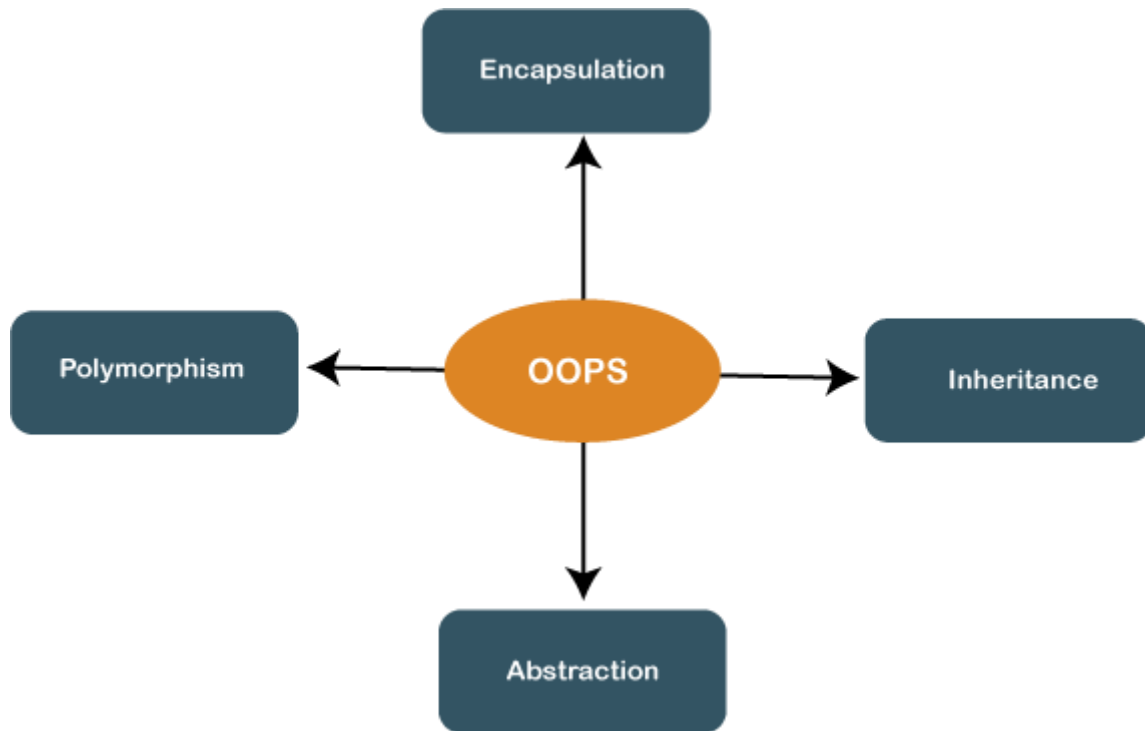 Encapsulation
Polymorphism
OOPS
Inheritance
Abstraction